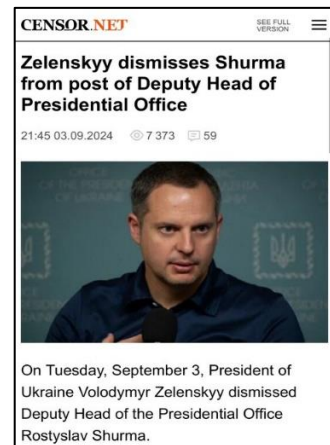 CENSOR.NET
SEE FULL
VERSION
Zelenskyy dismisses Shurma
from post of Deputy Head of
Presidential Office
21:45 03.09.2024 7 373 59
On Tuesday, September 3, President of
Ukraine Volodymyr Zelenskyy dismissed
Deputy Head of the Presidential Office
Rostyslav Shurma.